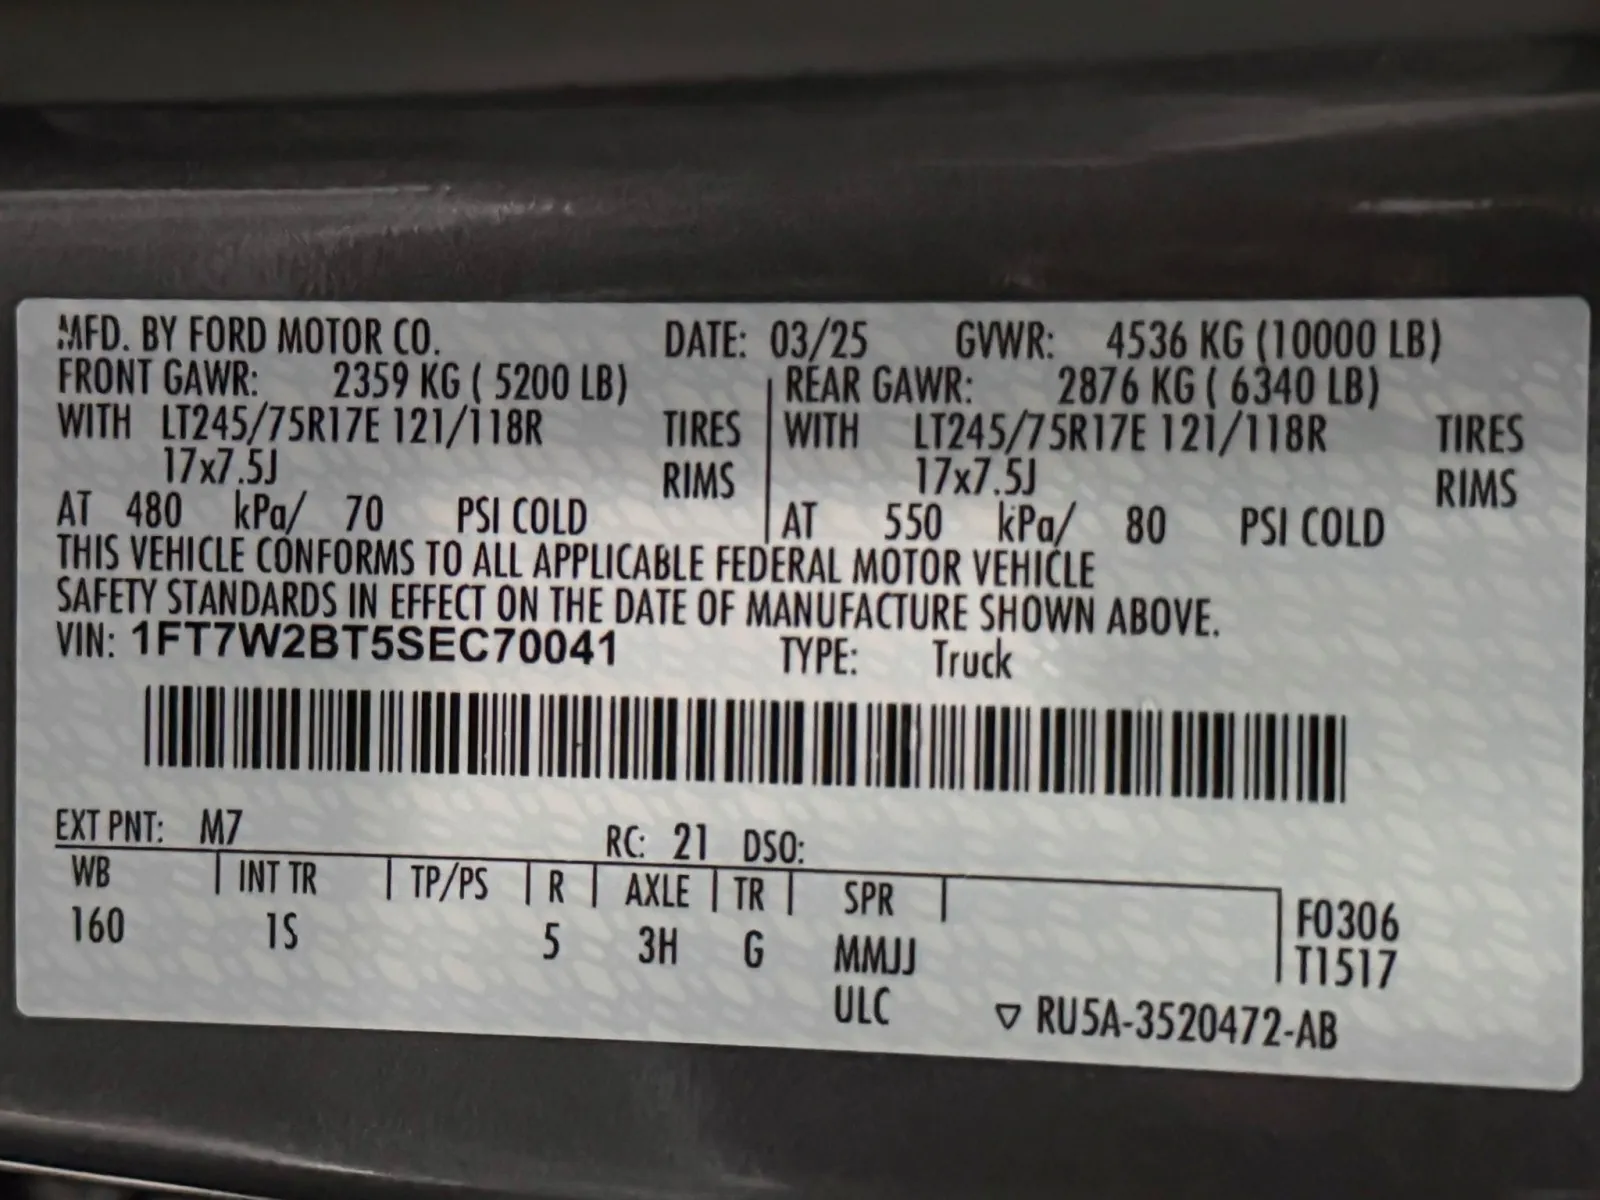 MFD. BY FORD MOTOR CO. DATE: 03/25 GVWR: 4536 KG (10000 LB)
FRONT GAWR: 2359 KG ( 5200 LB) REAR GAWR: 2876 KG ( 6340 LB)
WITH LT245/75R17E 121/118R TIRES WITH LT245/75R17E 121/118R TIRES
17x7.5J RIMS 17x7.5J RIMS
AT 480 kPa/ 70 PSI COLD AT 550 kPa/ 80 PSI COLD
THIS VEHICLE CONFORMS TO ALL APPLICABLE FEDERAL MOTOR VEHICLE
SAFETY STANDARDS IN EFFECT ON THE DATE OF MANUFACTURE SHOWN ABOVE.
VIN: 1FT7W2BT5SEC70041 TYPE: Truck
EXT PNT: M7 RC: 21 DSO:
WB INT TR TP/PS R AXLE TR SPR F0306
160 1S 5 3H G MMJJ T1517
ULC ▽ RU5A-3520472-AB